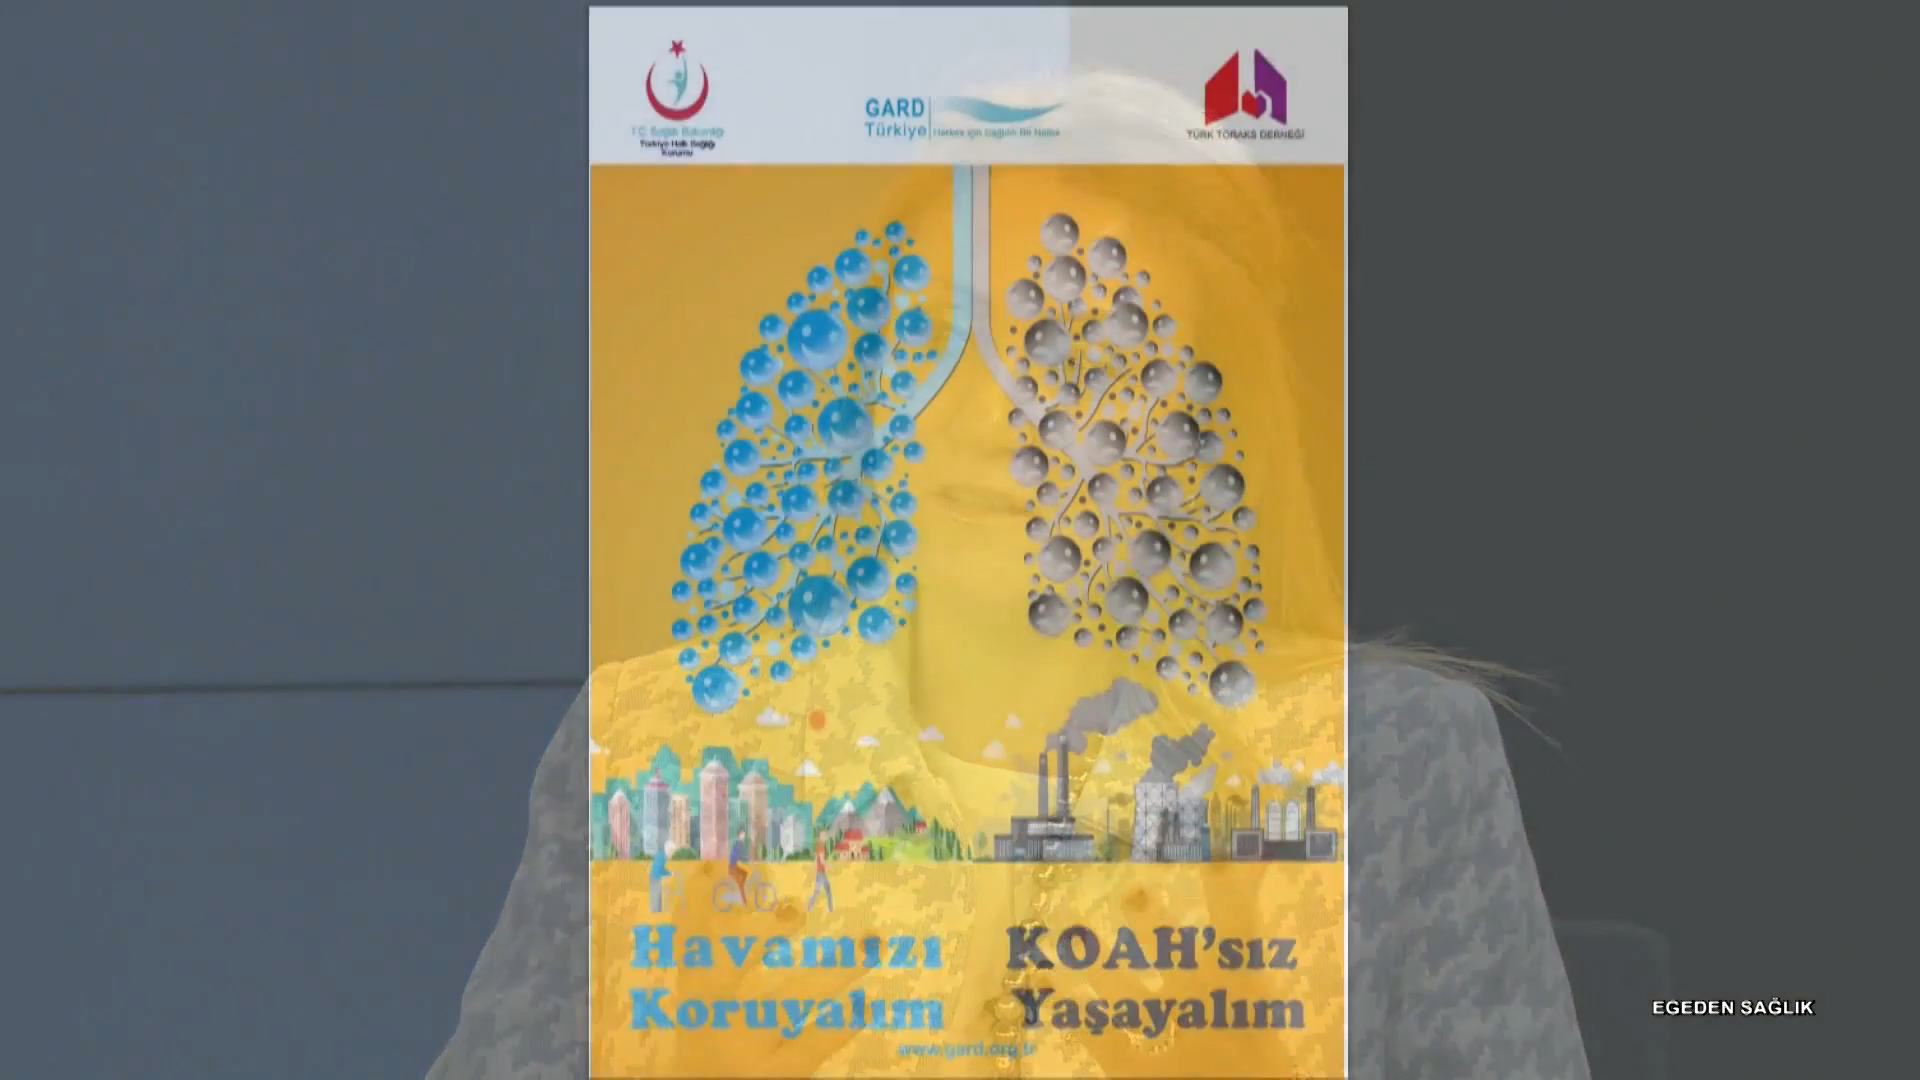 T.C. Sağlık Bakanlığı
Türkiye Halk Sağlığı
Kurumu
GARD
Türkiye
Herkes İçin Sağlıklı Bir Nefes
TÜRK TORAKS DERNEĞİ
Havamızı
Koruyalım
KOAH'sız
Yaşayalım
www.gard.org.tr
EGEDEN SAĞLIK